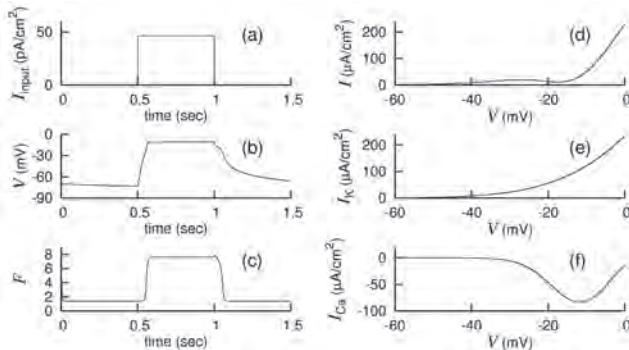 50
0
I_input (pA/cm²)
(a)
0 0.5 1 1.5
time (sec)
0
-30
-60
-90
V (mV)
(b)
0 0.5 1 1.5
time (sec)
8
6
4
2
0
F
(c)
0 0.5 1 1.5
time (sec)
200
100
0
I (μA/cm²)
(d)
-60 -40 -20 0
V (mV)
200
100
0
I_K (μA/cm²)
(e)
-60 -40 -20 0
V (mV)
0
-50
-100
I_Ca (μA/cm²)
(f)
-60 -40 -20 0
V (mV)